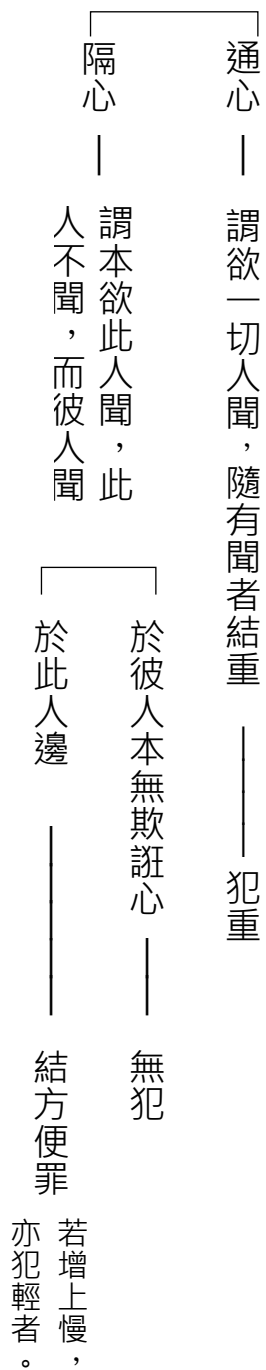 通心 謂欲一切人聞，隨有聞者結重 犯重
隔心 謂本欲此人聞，此
人不聞，而彼人聞
於彼人本無欺誑心 無犯
於此人邊 結方便罪
若增上慢，
亦犯輕者。